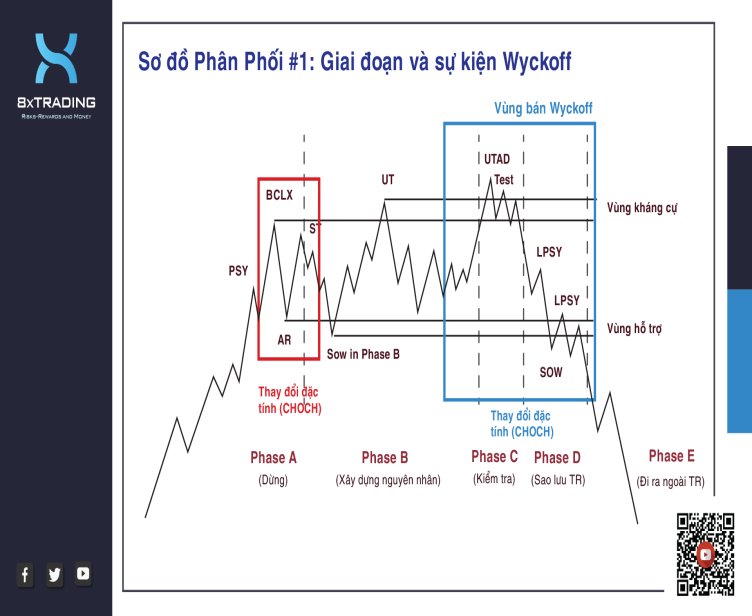 8xTRADING
RISKS-REWARDS AND MONEY
Sơ đồ Phân Phối #1: Giai đoạn và sự kiện Wyckoff
Vùng bán Wyckoff
UTAD
Test
UT
BCLX
ST
Vùng kháng cự
PSY
LPSY
LPSY
AR
Sow in Phase B
Vùng hỗ trợ
SOW
Thay đổi đặc
tính (CHOCH)
Thay đổi đặc
tính (CHOCH)
Phase A
(Dừng)
Phase B
(Xây dựng nguyên nhân)
Phase C
(Kiểm tra)
Phase D
(Sao lưu TR)
Phase E
(Đi ra ngoài TR)